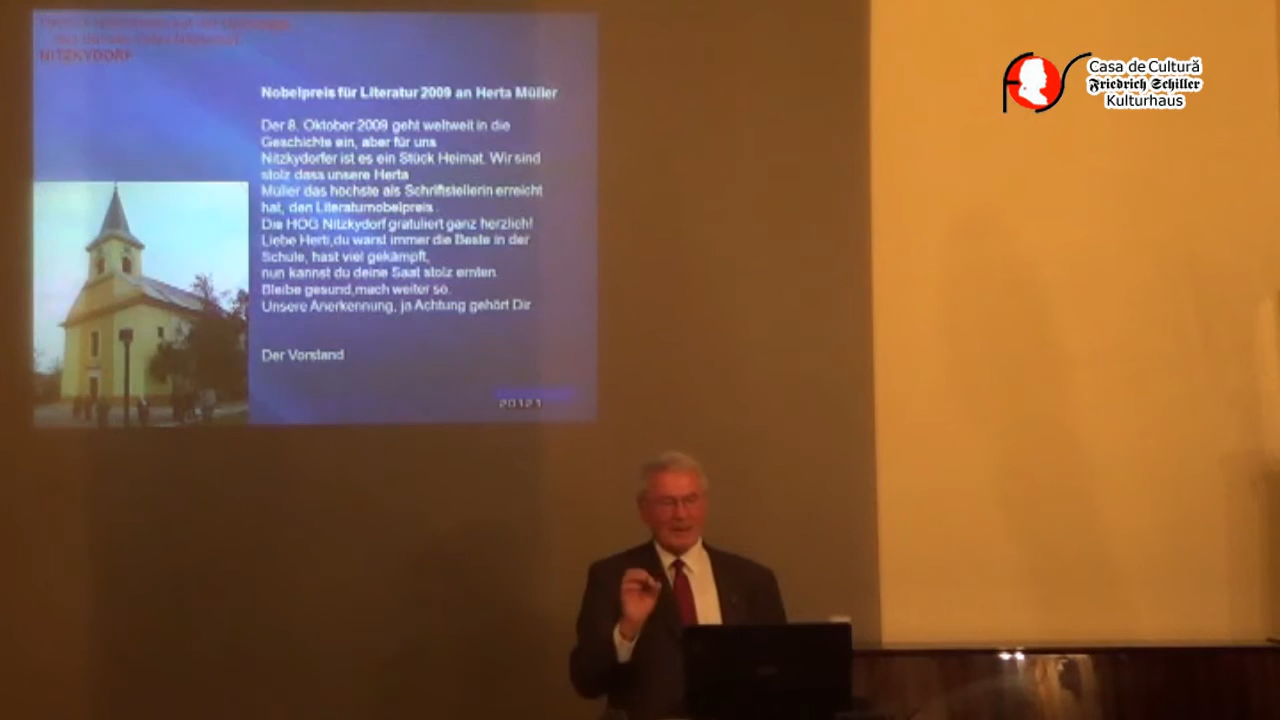 NITZKYDORF
Nobelpreis für Literatur 2009 an Herta Müller
Der 8. Oktober 2009 geht weltweit in die
Geschichte ein, aber für uns
Nitzkydorfer ist es ein Stück Heimat. Wir sind
stolz dass unsere Herta
Müller das höchste als Schriftstellerin erreicht
hat, den Literaturnobelpreis .
Die HOG Nitzkydorf gratuliert ganz herzlich!
Liebe Herti,du warst immer die Beste in der
Schule, hast viel gekämpft,
nun kannst du deine Saat stolz ernten.
Bleibe gesund,mach weiter so.
Unsere Anerkennung, ja Achtung gehört Dir
Der Vorstand
20121
Casa de Cultură
Friedrich Schiller
Kulturhaus